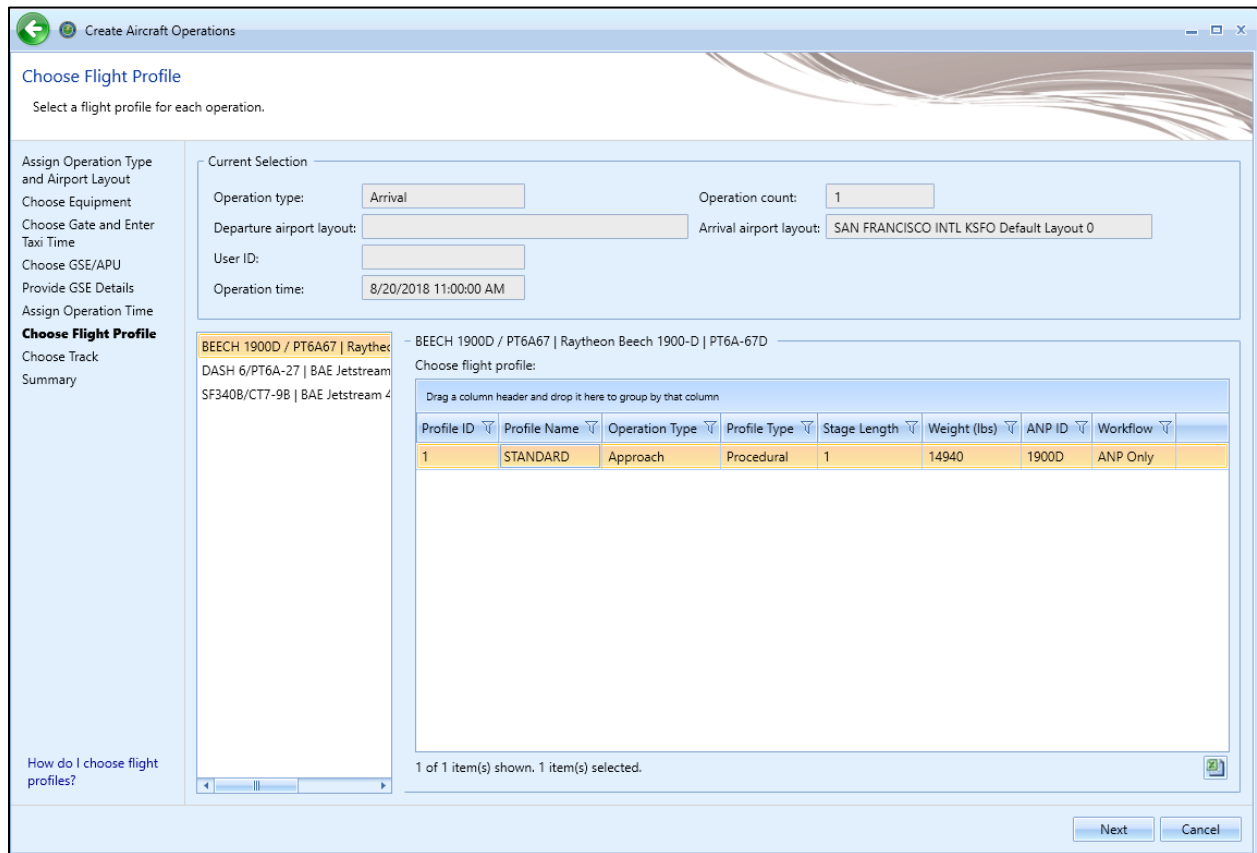 Create Aircraft Operations
Choose Flight Profile
Select a flight profile for each operation.
Assign Operation Type
and Airport Layout
Choose Equipment
Choose Gate and Enter
Taxi Time
Choose GSE/APU
Provide GSE Details
Assign Operation Time
Choose Flight Profile
Choose Track
Summary
How do I choose flight
profiles?
Current Selection
Operation type: Arrival Operation count: 1
Departure airport layout: Arrival airport layout: SAN FRANCISCO INTL KSFO Default Layout 0
User ID:
Operation time: 8/20/2018 11:00:00 AM
BEECH 1900D / PT6A67 | Raythec
DASH 6/PT6A-27 | BAE Jetstream
SF340B/CT7-9B | BAE Jetstream 4
BEECH 1900D / PT6A67 | Raytheon Beech 1900-D | PT6A-67D
Choose flight profile:
Drag a column header and drop it here to group by that column
Profile ID Profile Name Operation Type Profile Type Stage Length Weight (lbs) ANP ID Workflow
1 STANDARD Approach Procedural 1 14940 1900D ANP Only
1 of 1 item(s) shown. 1 item(s) selected.
Next Cancel